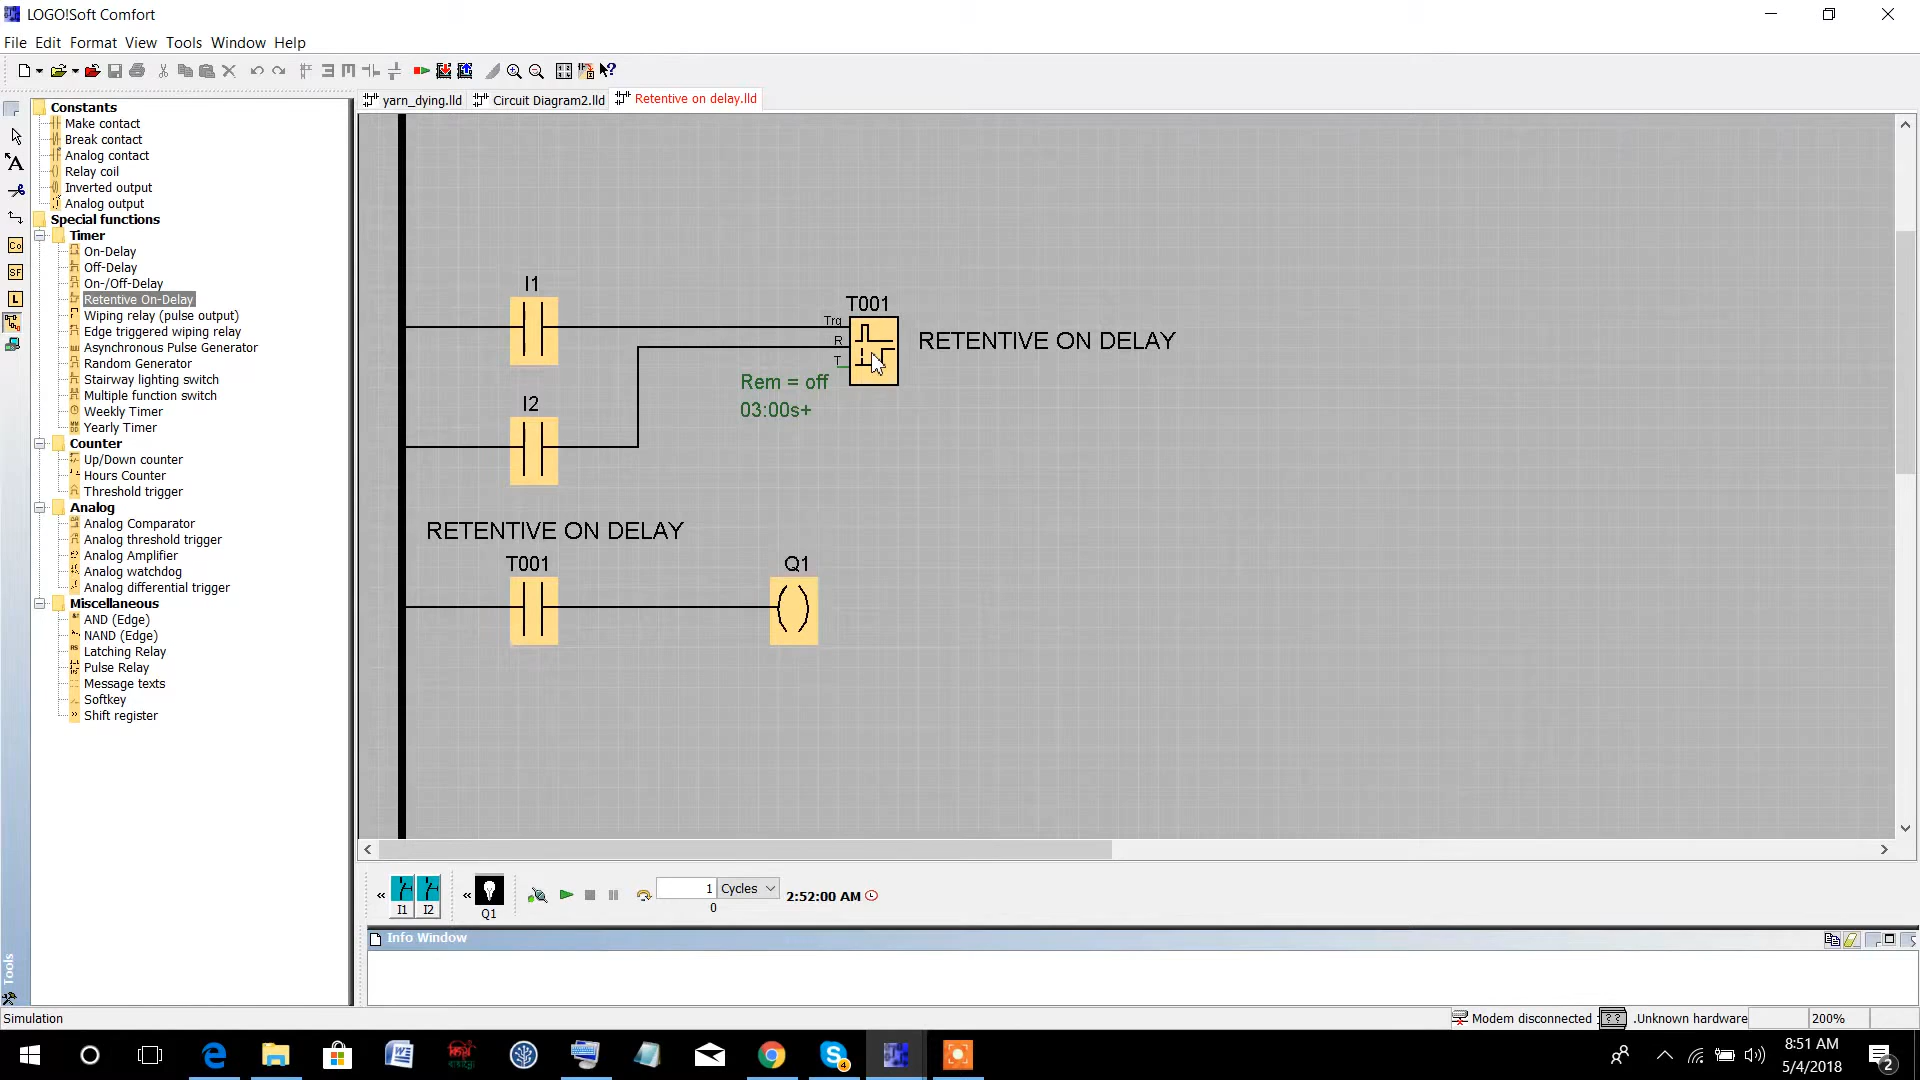 LOGO!Soft Comfort
File Edit Format View Tools Window Help
yarn_dying.lld Circuit Diagram2.lld Retentive on delay.lld
Constants
Make contact
Break contact
Analog contact
Relay coil
Inverted output
Analog output
Special functions
Timer
On-Delay
Off-Delay
On-/Off-Delay
Retentive On-Delay
Wiping relay (pulse output)
Edge triggered wiping relay
Asynchronous Pulse Generator
Random Generator
Stairway lighting switch
Multiple function switch
Weekly Timer
Yearly Timer
Counter
Up/Down counter
Hours Counter
Threshold trigger
Analog
Analog Comparator
Analog threshold trigger
Analog Amplifier
Analog watchdog
Analog differential trigger
Miscellaneous
AND (Edge)
NAND (Edge)
Latching Relay
Pulse Relay
Message texts
Softkey
Shift register
A
Co
SF
L
Tools
I1
T001
Trg
R
T
RETENTIVE ON DELAY
Rem = off
03:00s+
I2
RETENTIVE ON DELAY
T001 Q1
« I1 I2 « Q1 1 Cycles 2:52:00 AM
0
Info Window
Simulation Modem disconnected ?? .Unknown hardware 200%
8:51 AM
5/4/2018
4
2